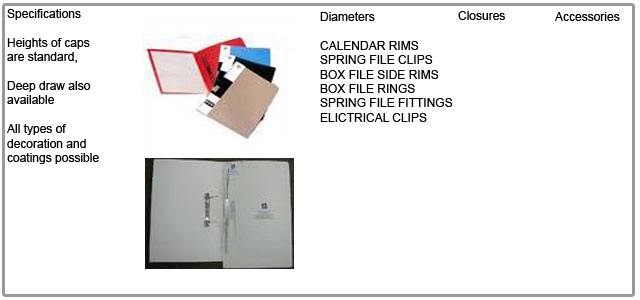 Specifications
Heights of caps
are standard,
Deep draw also
available
All types of
decoration and
coatings possible
Diameters
CALENDAR RIMS
SPRING FILE CLIPS
BOX FILE SIDE RIMS
BOX FILE RINGS
SPRING FILE FITTINGS
ELICTRICAL CLIPS
Closures
Accessories